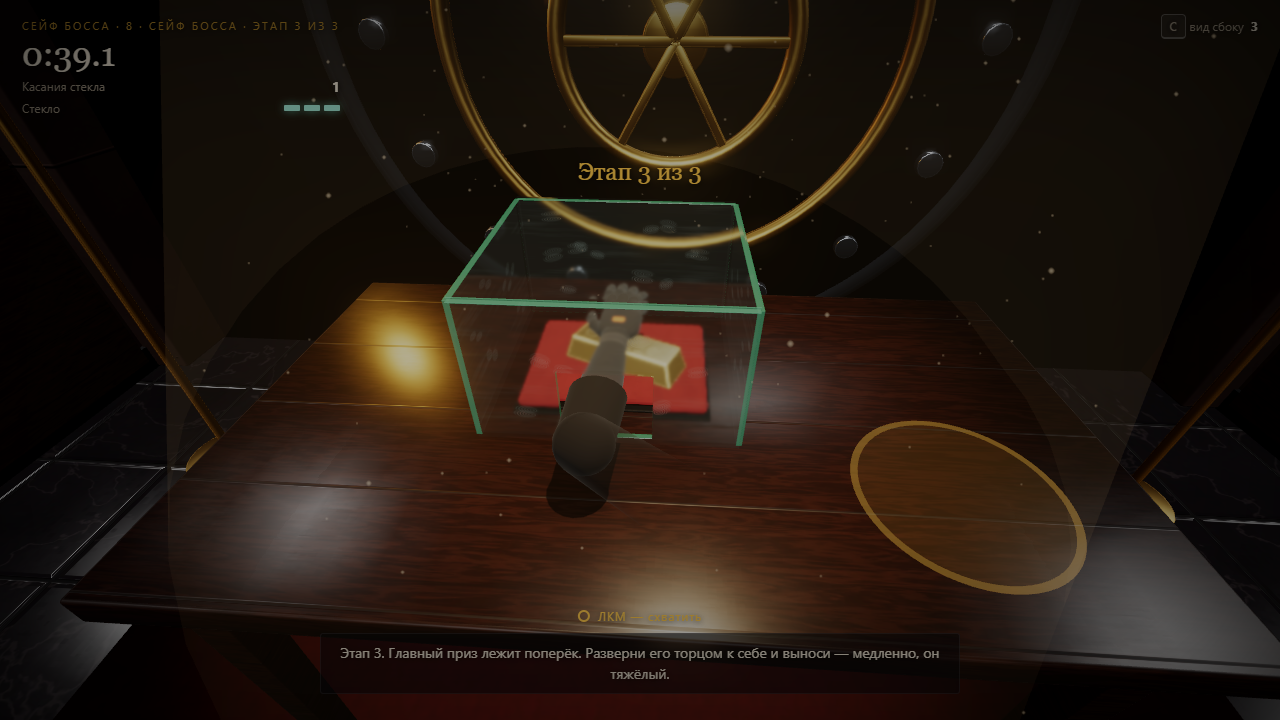 СЕЙФ БОССА · 8 · СЕЙФ БОССА · ЭТАП 3 ИЗ 3
0:39.1
Касания стекла 1
Стекло
C вид сбоку 3
Этап 3 из 3
ЛКМ — схватить
Этап 3. Главный приз лежит поперёк. Разверни его торцом к себе и выноси — медленно, он
тяжёлый.